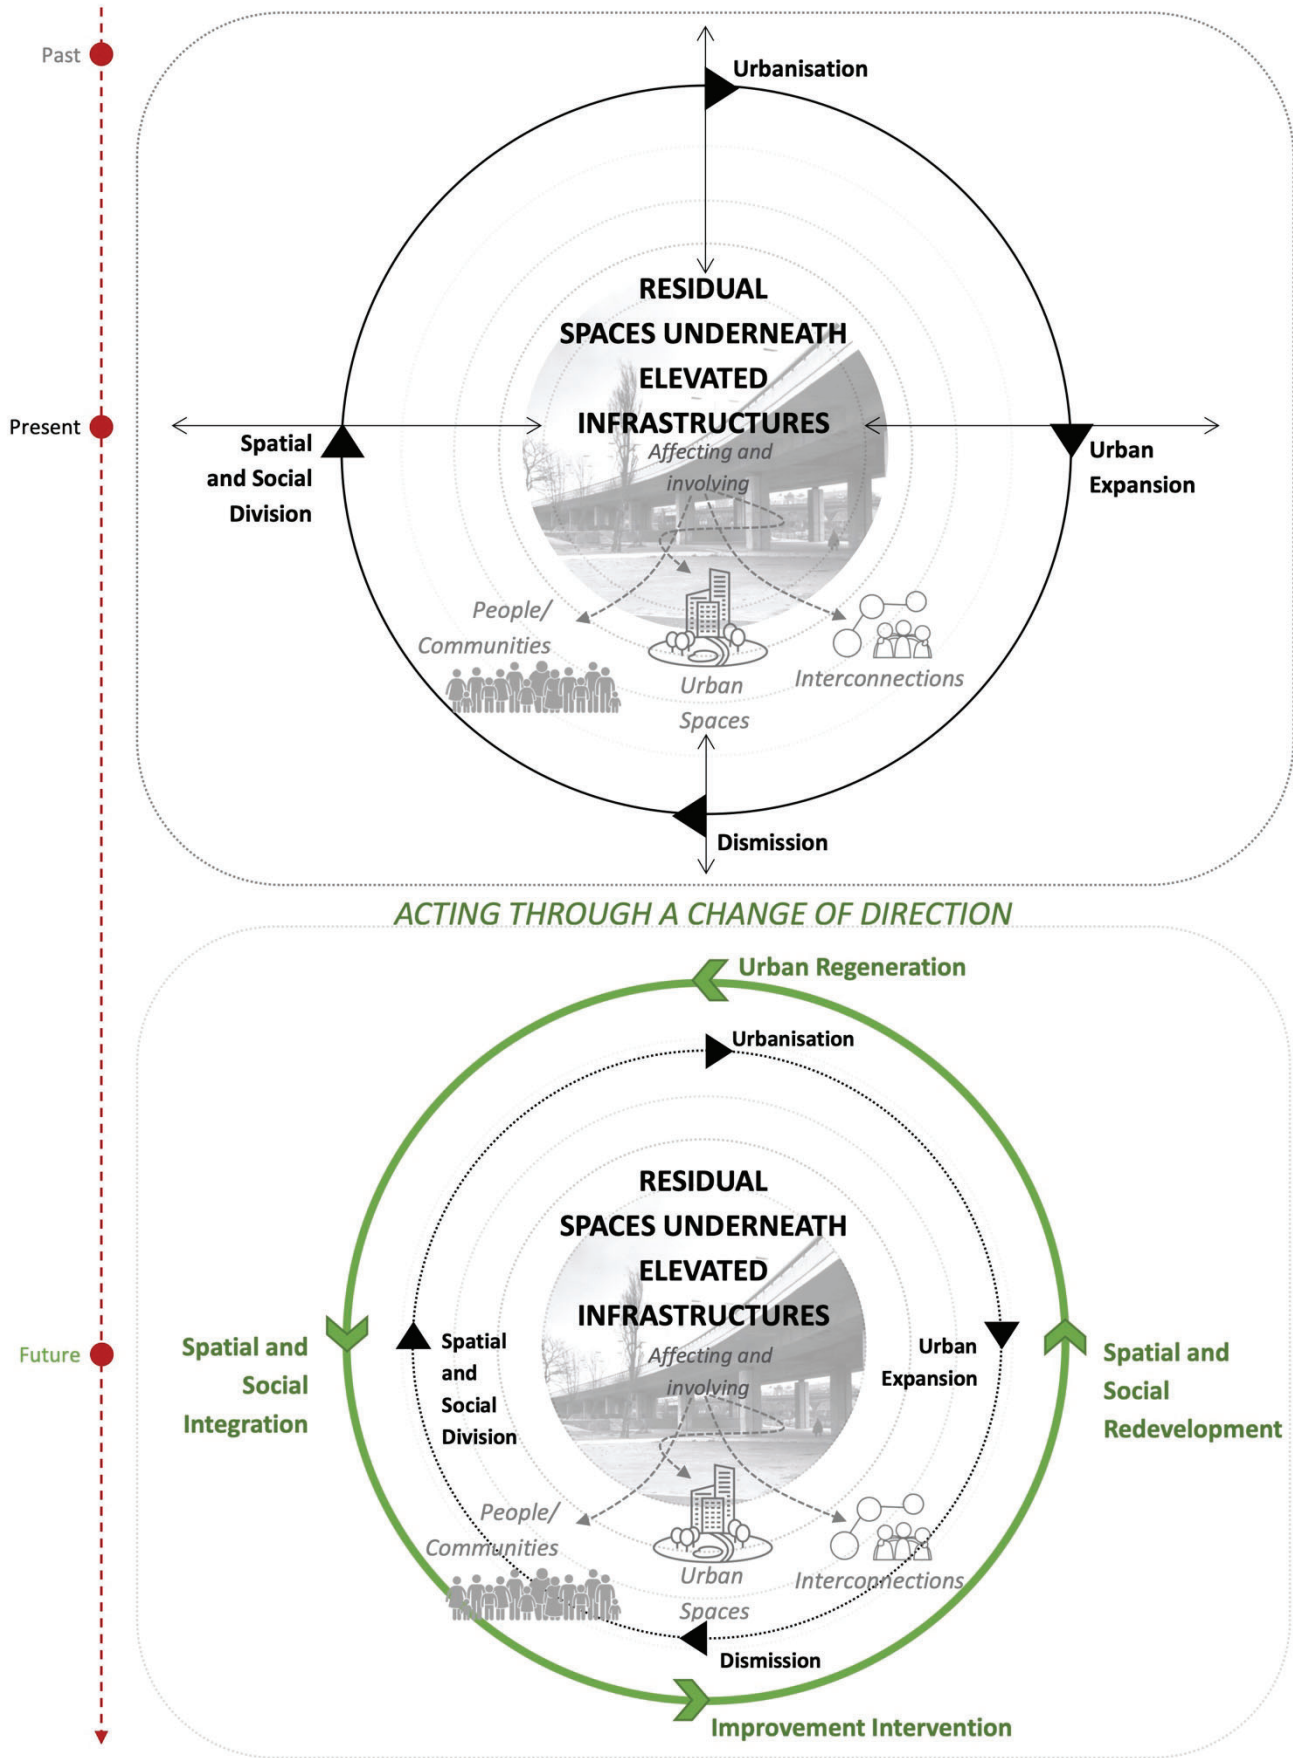 Past
Urbanisation
RESIDUAL
SPACES UNDERNEATH
ELEVATED
INFRASTRUCTURES
Affecting and
involving
Present
Spatial
and Social
Division
Urban
Expansion
People/
Communities
Urban
Spaces
Interconnections
Dismission
ACTING THROUGH A CHANGE OF DIRECTION
Urban Regeneration
Urbanisation
RESIDUAL
SPACES UNDERNEATH
ELEVATED
INFRASTRUCTURES
Affecting and
involving
Future
Spatial and
Social
Integration
Spatial
and
Social
Division
Urban
Expansion
Spatial and
Social
Redevelopment
People/
Communities
Urban
Spaces
Interconnections
Dismission
Improvement Intervention